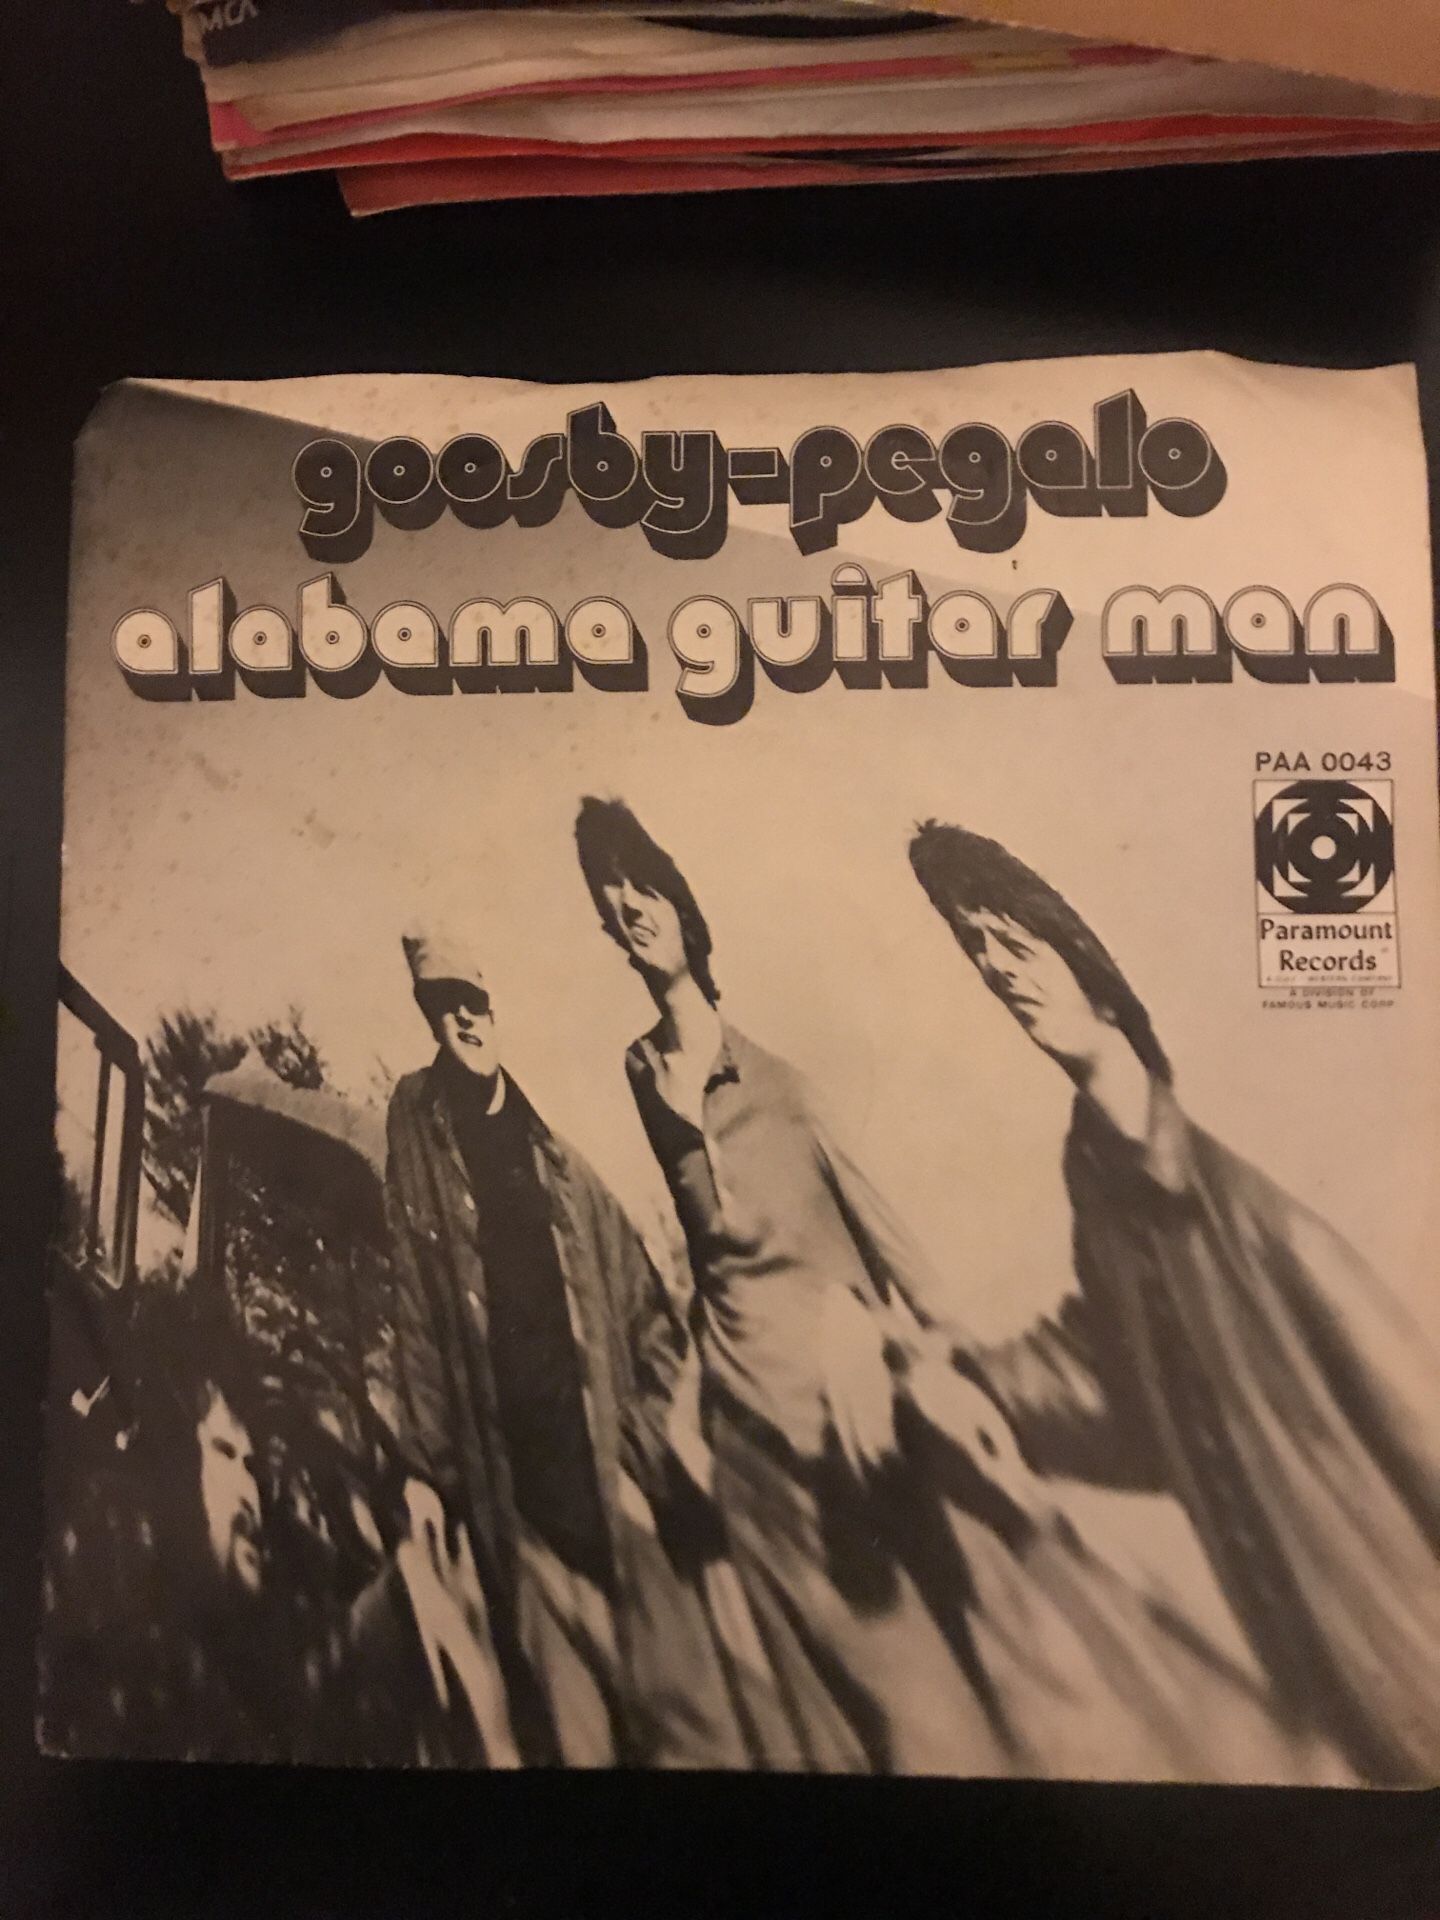 MCA
goosby-pegalo
alabama guitar man
PAA 0043
Paramount
Records
A DIVISION OF
FAMOUS MUSIC CORP